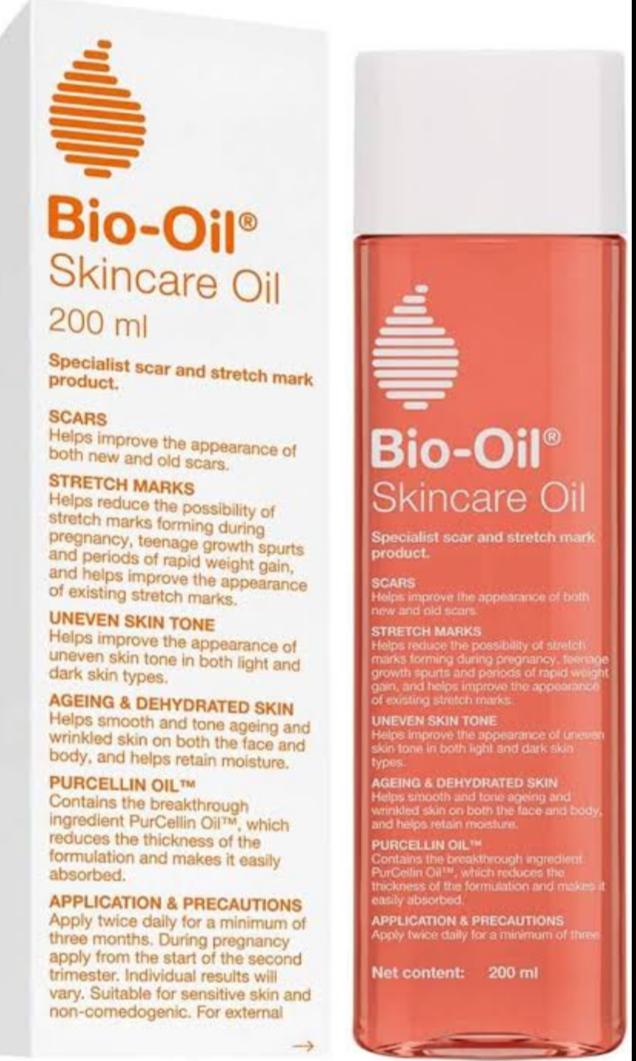 Bio-Oil®
Skincare Oil
200 ml
Specialist scar and stretch mark
product.
SCARS
Helps improve the appearance of
both new and old scars.
STRETCH MARKS
Helps reduce the possibility of
stretch marks forming during
pregnancy, teenage growth spurts
and periods of rapid weight gain,
and helps improve the appearance
of existing stretch marks.
UNEVEN SKIN TONE
Helps improve the appearance of
uneven skin tone in both light and
dark skin types.
AGEING & DEHYDRATED SKIN
Helps smooth and tone ageing and
wrinkled skin on both the face and
body, and helps retain moisture.
PURCELLIN OIL™
Contains the breakthrough
ingredient PurCellin Oil™, which
reduces the thickness of the
formulation and makes it easily
absorbed.
APPLICATION & PRECAUTIONS
Apply twice daily for a minimum of
three months. During pregnancy
apply from the start of the second
trimester. Individual results will
vary. Suitable for sensitive skin and
non-comedogenic. For external
→
Bio-Oil®
Skincare Oil
Specialist scar and stretch mark
product.
SCARS
Helps improve the appearance of both
new and old scars.
STRETCH MARKS
Helps reduce the possibility of stretch
marks forming during pregnancy, teenage
growth spurts and periods of rapid weight
gain, and helps improve the appearance
of existing stretch marks.
UNEVEN SKIN TONE
Helps improve the appearance of uneven
skin tone in both light and dark skin
types.
AGEING & DEHYDRATED SKIN
Helps smooth and tone ageing and
wrinkled skin on both the face and body,
and helps retain moisture.
PURCELLIN OIL™
Contains the breakthrough ingredient
PurCellin Oil™, which reduces the
thickness of the formulation and makes it
easily absorbed.
APPLICATION & PRECAUTIONS
Apply twice daily for a minimum of three
Net content: 200 ml